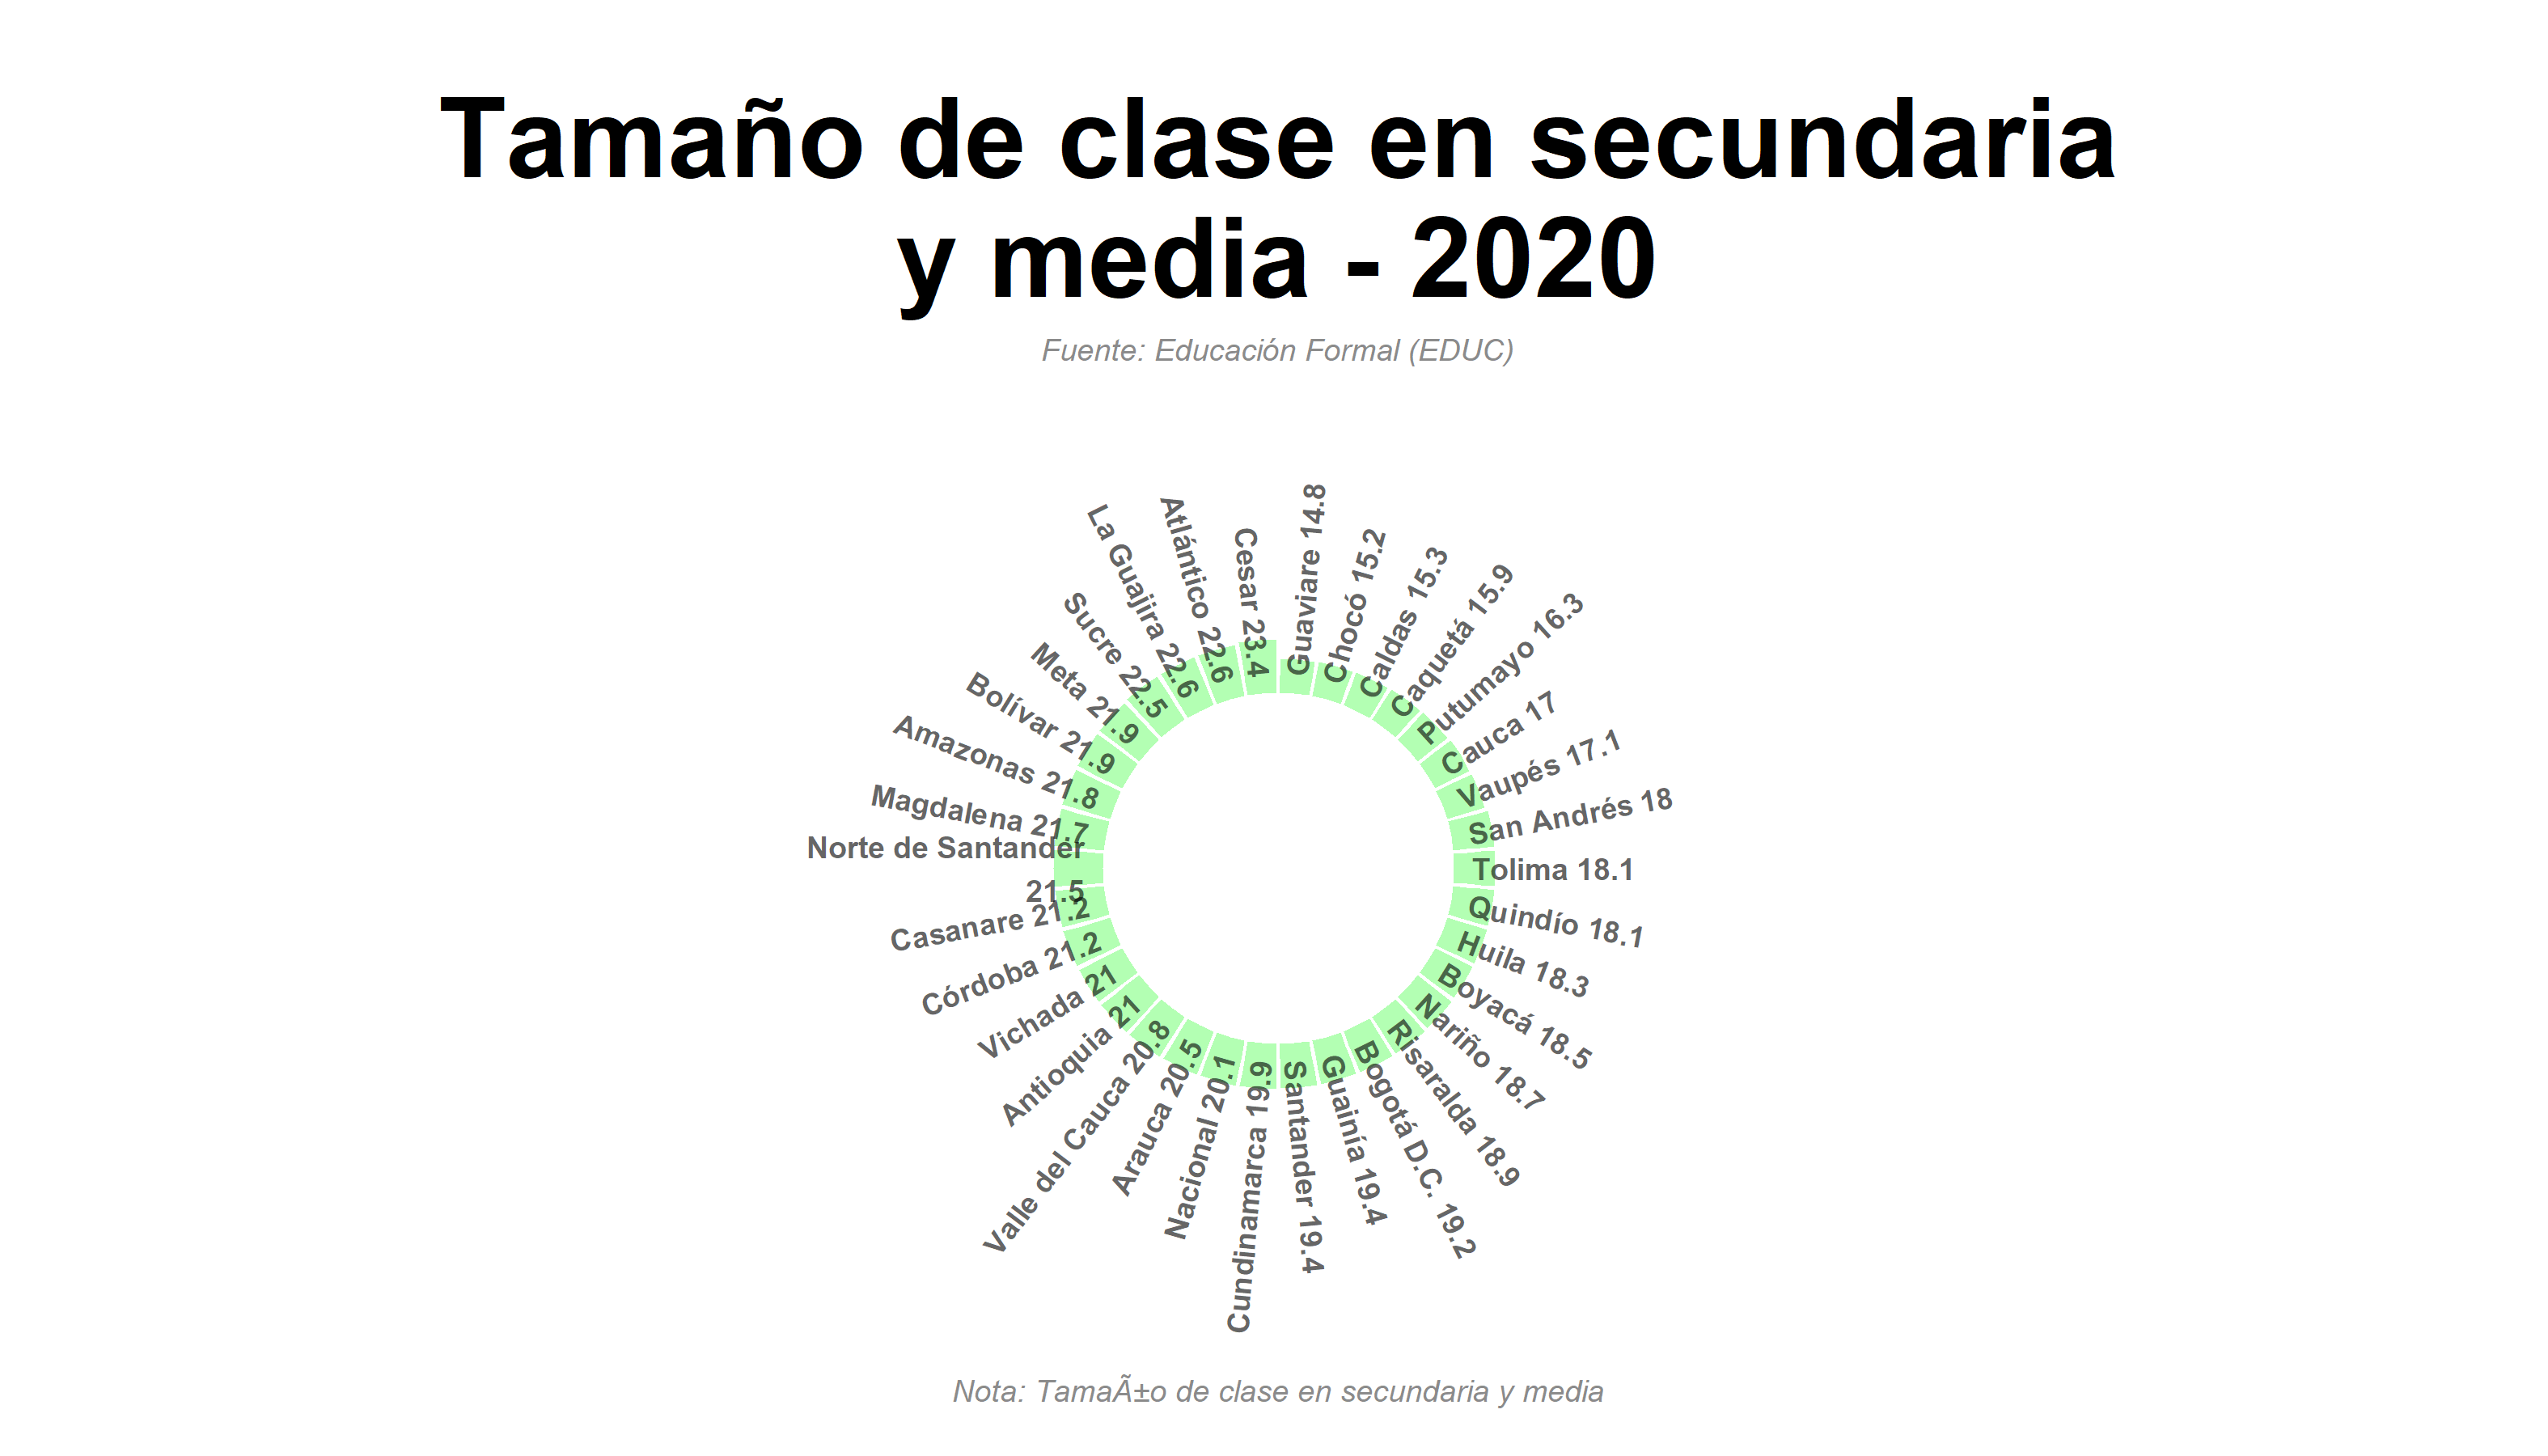 Tamaño de clase en secundaria
y media - 2020
Fuente: Educación Formal (EDUC)
Guaviare 14.8
Chocó 15.2
Caldas 15.3
Caquetá 15.9
Putumayo 16.3
Cauca 17
Vaupés 17.1
San Andrés 18
Tolima 18.1
Quindío 18.1
Huila 18.3
Boyacá 18.5
Nariño 18.7
Risaralda 18.9
Bogotá D.C. 19.2
Guainía 19.4
Santander 19.4
Cundinamarca 19.9
Nacional 20.1
Arauca 20.5
Valle del Cauca 20.8
Antioquia 21
Vichada 21
Córdoba 21.2
Casanare 21.2
Norte de Santander
21.5
Magdalena 21.7
Amazonas 21.8
Bolívar 21.9
Meta 21.9
Sucre 22.5
La Guajira 22.6
Atlántico 22.6
Cesar 23.4
Nota: TamaÃ±o de clase en secundaria y media